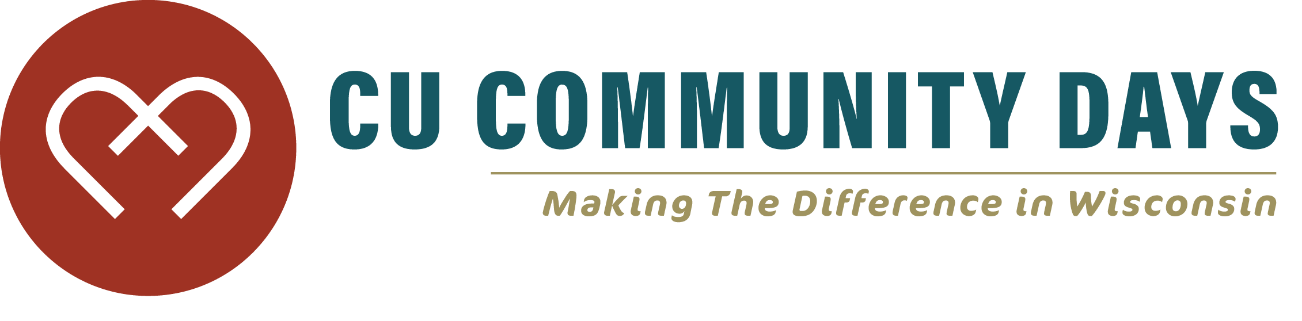 CU COMMUNITY DAYS
Making The Difference in Wisconsin